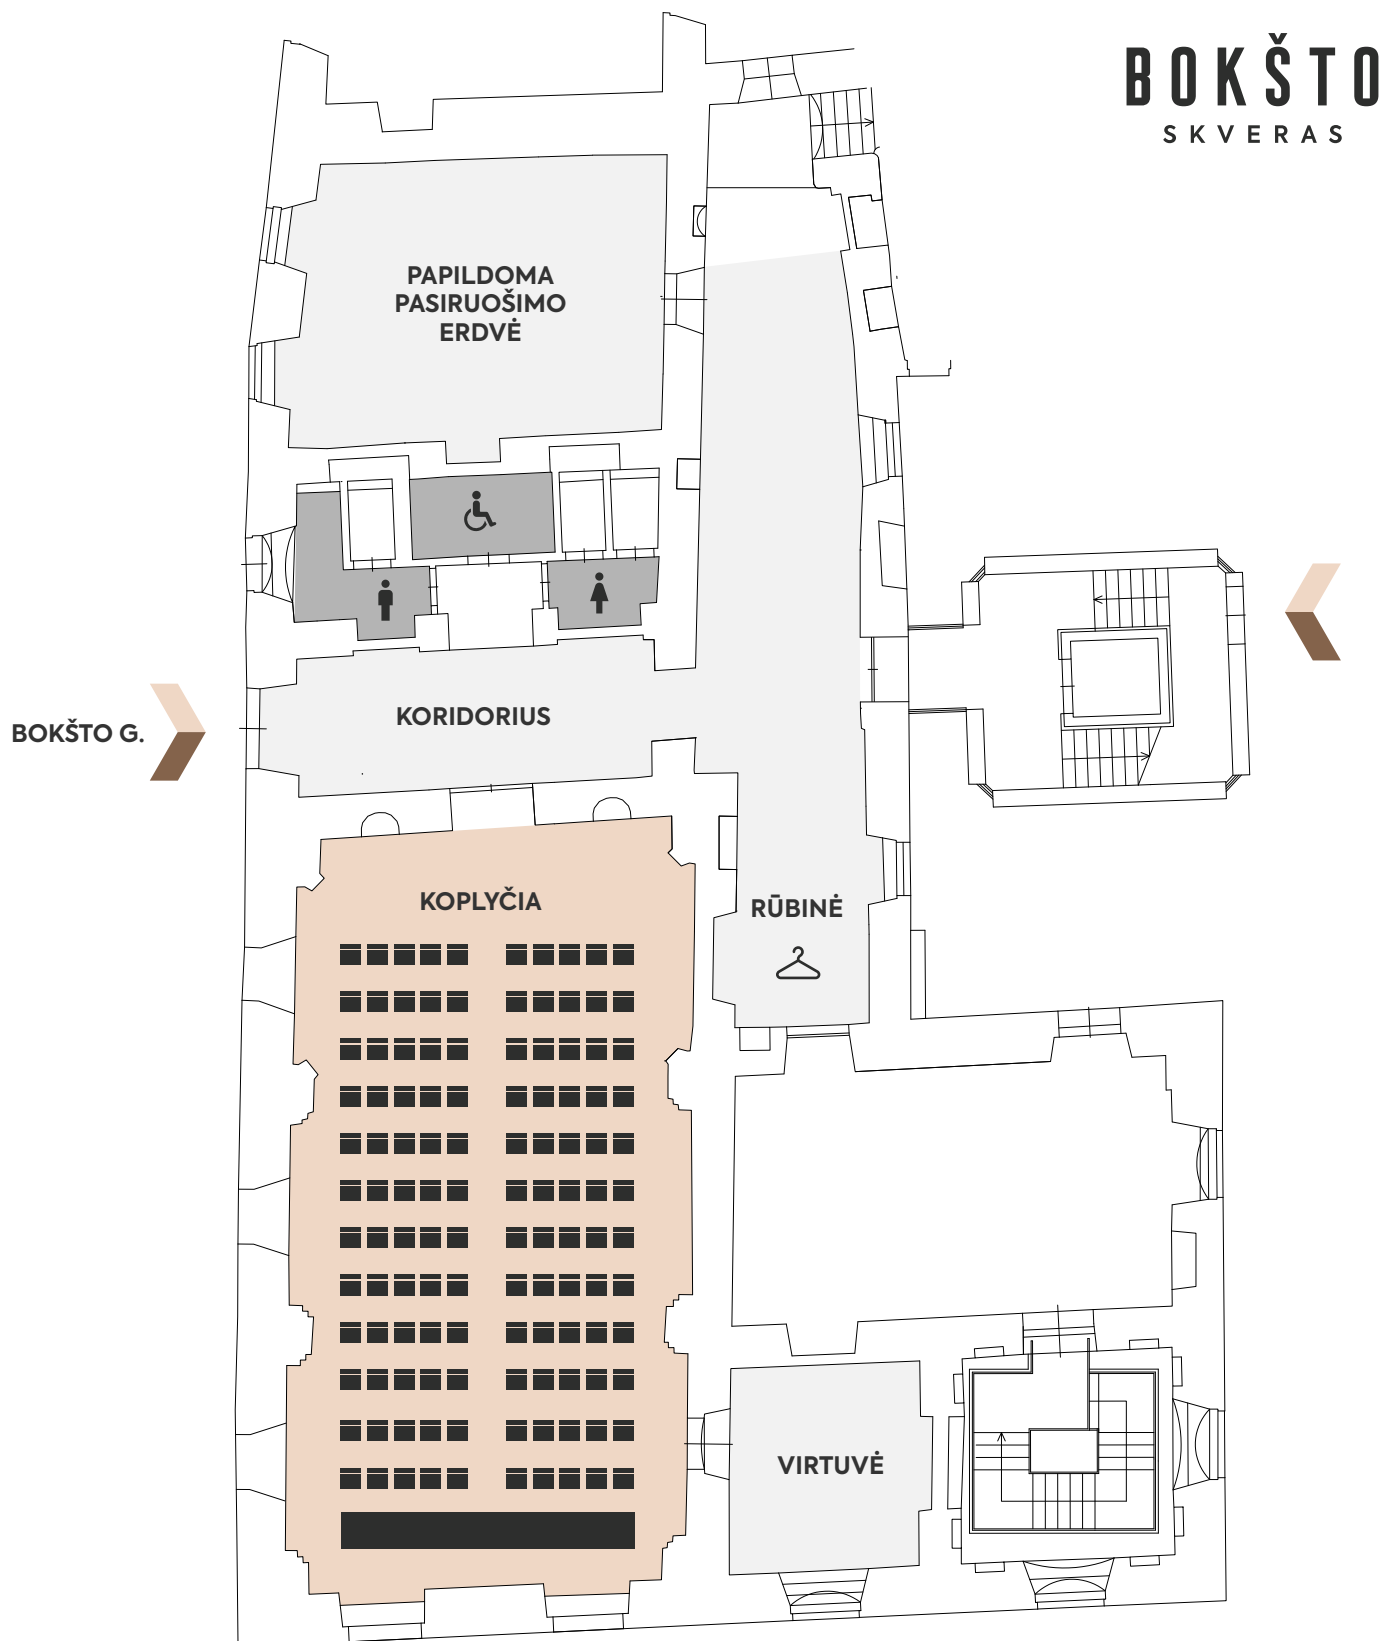 BOKŠTO
SKVERAS
PAPILDOMA
PASIRUOŠIMO
ERDVĖ
KORIDORIUS
BOKŠTO G.
KOPLYČIA
RŪBINĖ
VIRTUVĖ